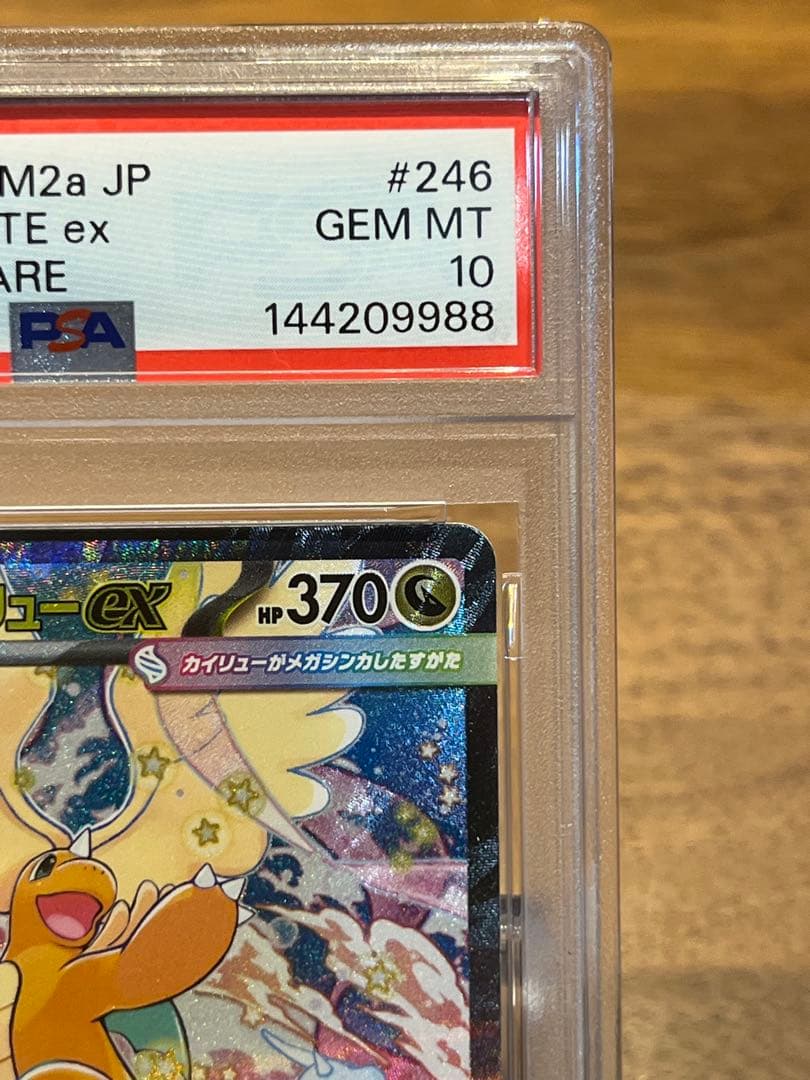 M2a JP #246
TE ex GEM MT
ARE 10
PSA 144209988
リューex HP370
カイリューがメガシンカしたすがた